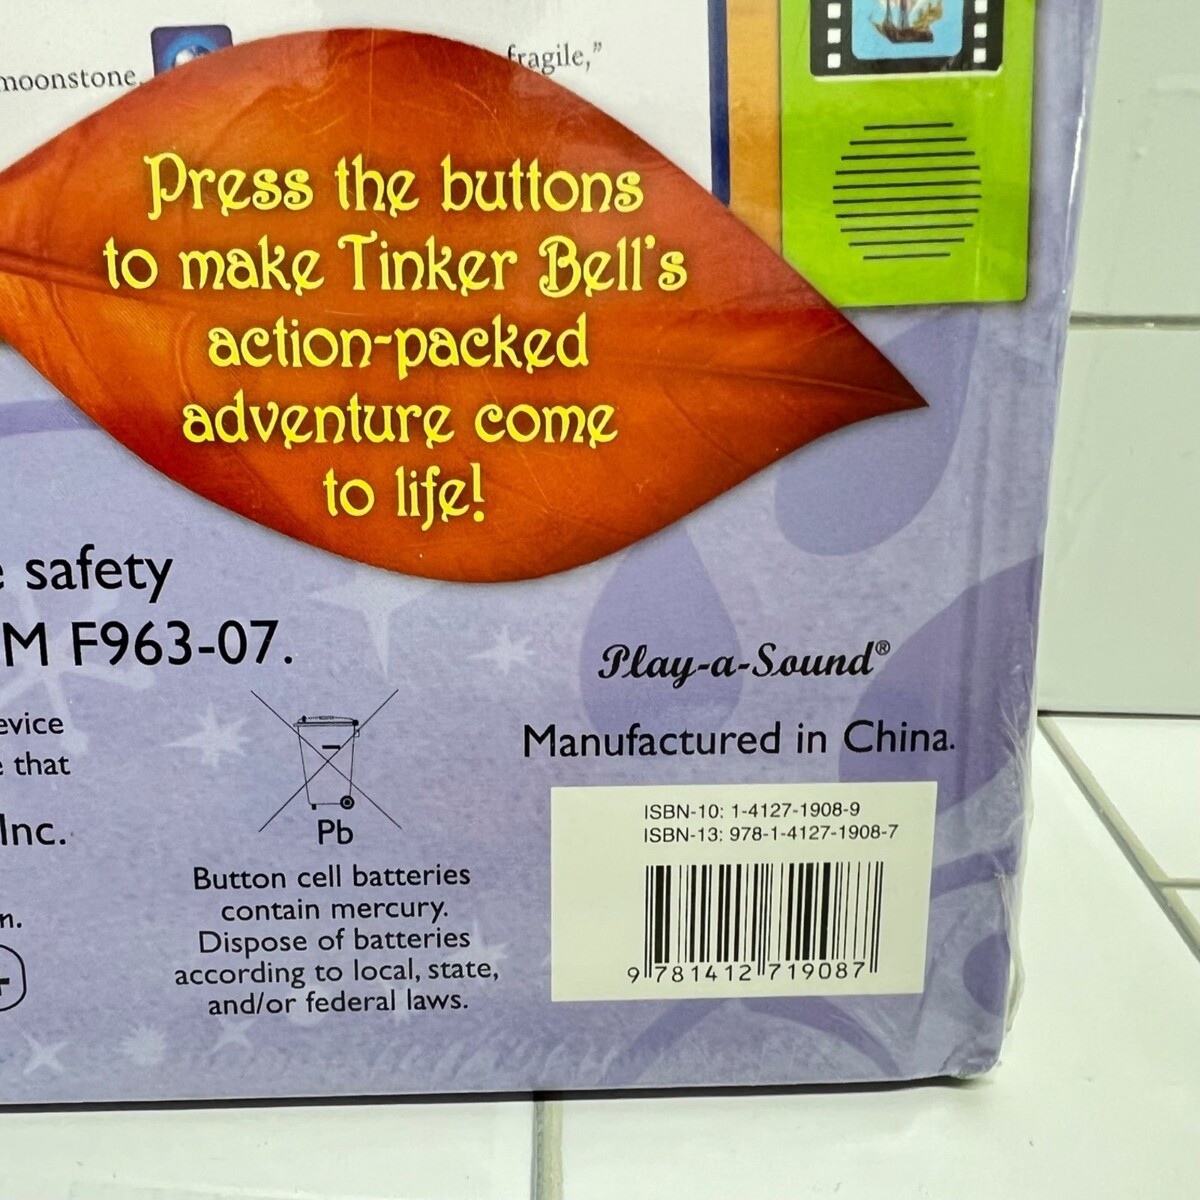 moonstone.
fragile,”
Press the buttons
to make Tinker Bell's
action-packed
adventure come
to life!
safety
M F963-07.
evice
that
Inc.
n.
Pb
Button cell batteries
contain mercury.
Dispose of batteries
according to local, state,
and/or federal laws.
Play-a-Sound®
Manufactured in China.
ISBN-10: 1-4127-1908-9
ISBN-13: 978-1-4127-1908-7
9 781412 719087